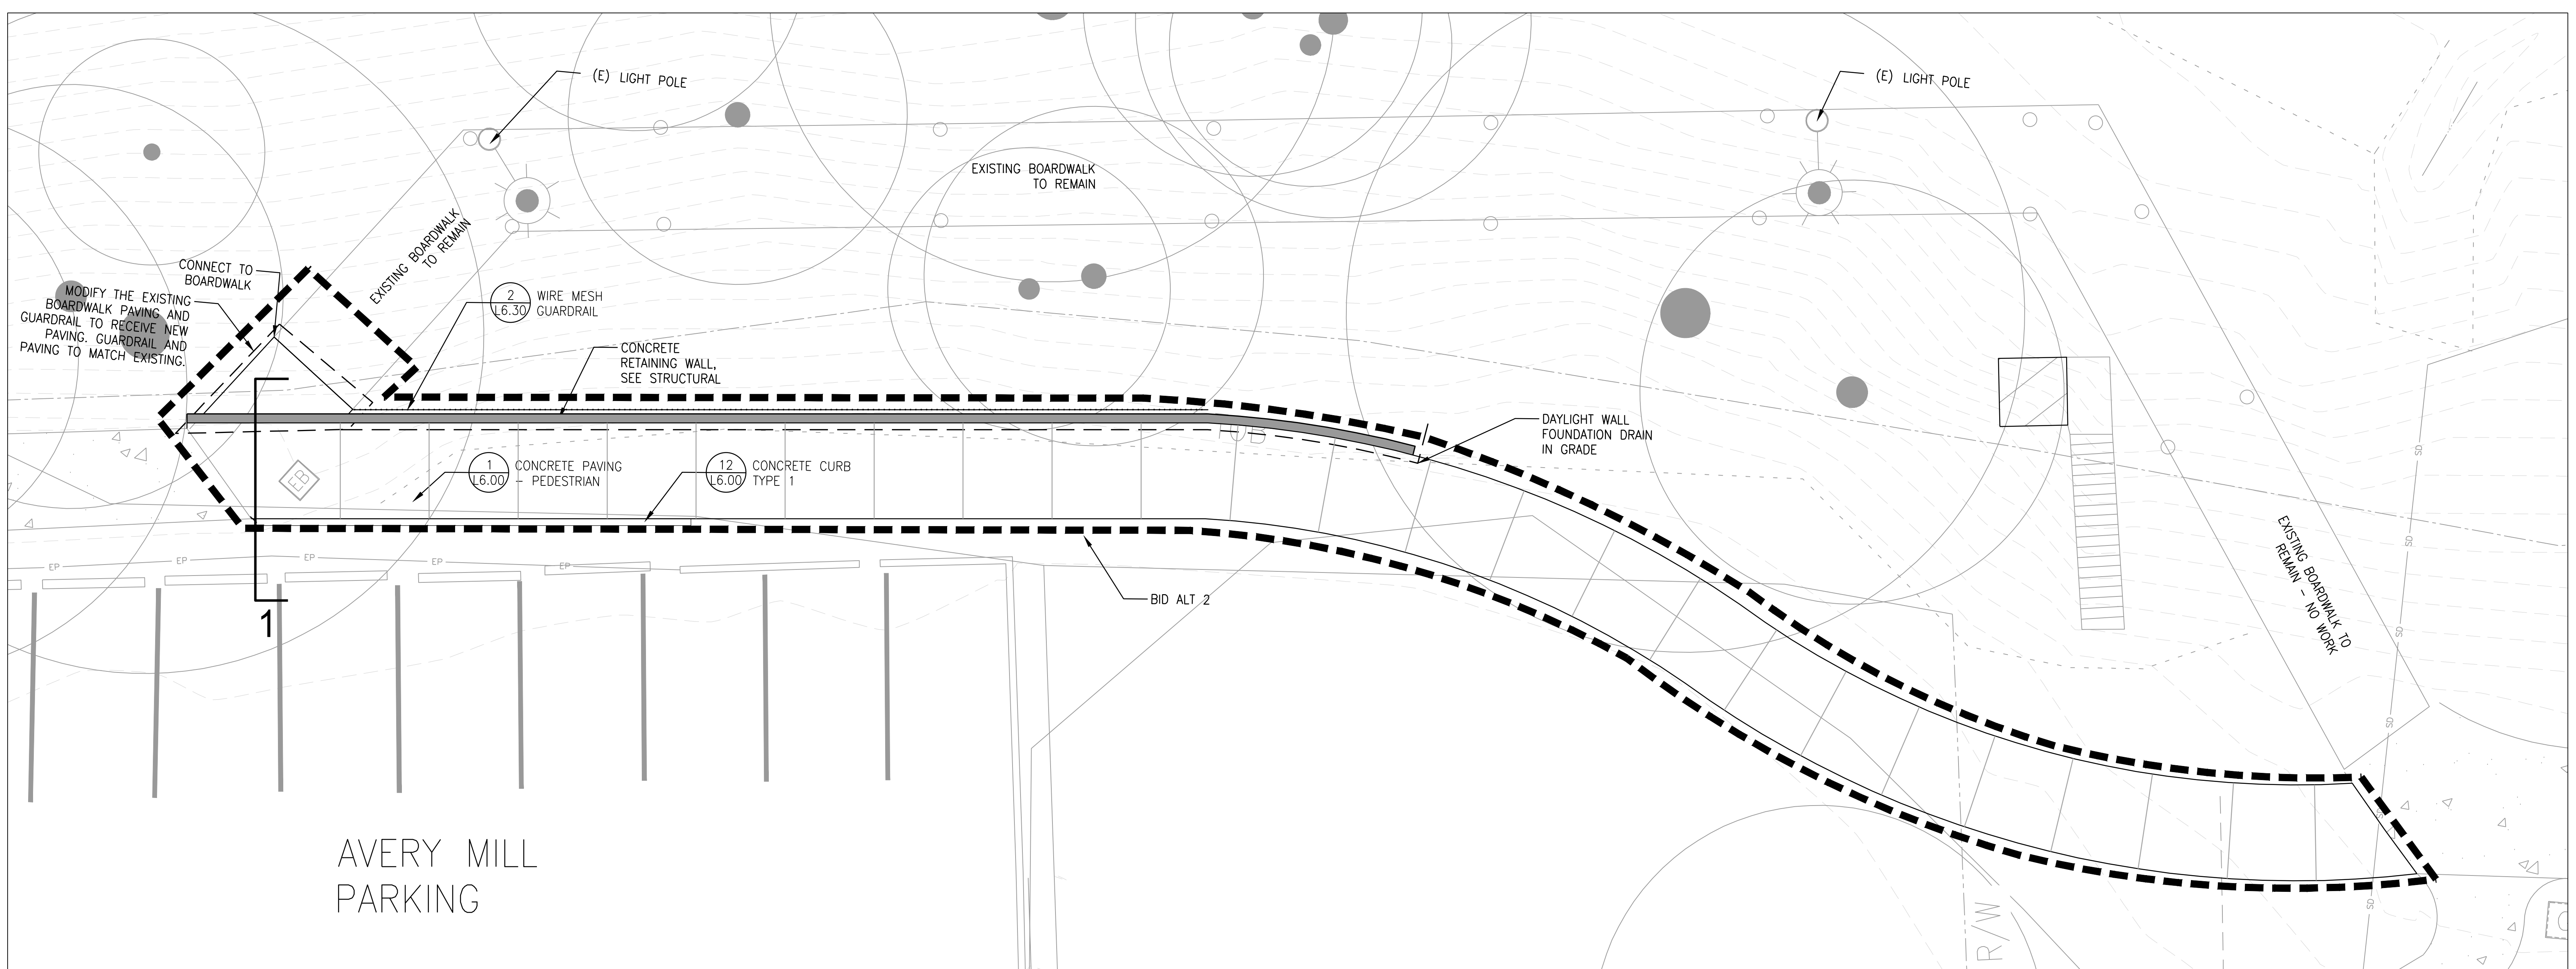 (E) LIGHT POLE
(E) LIGHT POLE
EXISTING BOARDWALK
TO REMAIN
EXISTING BOARDWALK
TO REMAIN
CONNECT TO
BOARDWALK
MODIFY THE EXISTING
BOARDWALK PAVING AND
GUARDRAIL TO RECEIVE NEW
PAVING. GUARDRAIL AND
PAVING TO MATCH EXISTING.
2
L6.30
WIRE MESH
GUARDRAIL
CONCRETE
RETAINING WALL,
SEE STRUCTURAL
DAYLIGHT WALL
FOUNDATION DRAIN
IN GRADE
TOB
EB
1
L6.00
CONCRETE PAVING
- PEDESTRIAN
12
L6.00
CONCRETE CURB
TYPE 1
EP
EP
EP
EP
EP
1
BID ALT 2
EXISTING BOARDWALK TO
REMAIN - NO WORK
SD
SD
SD
SD
SD
SD
AVERY MILL
PARKING
R/W